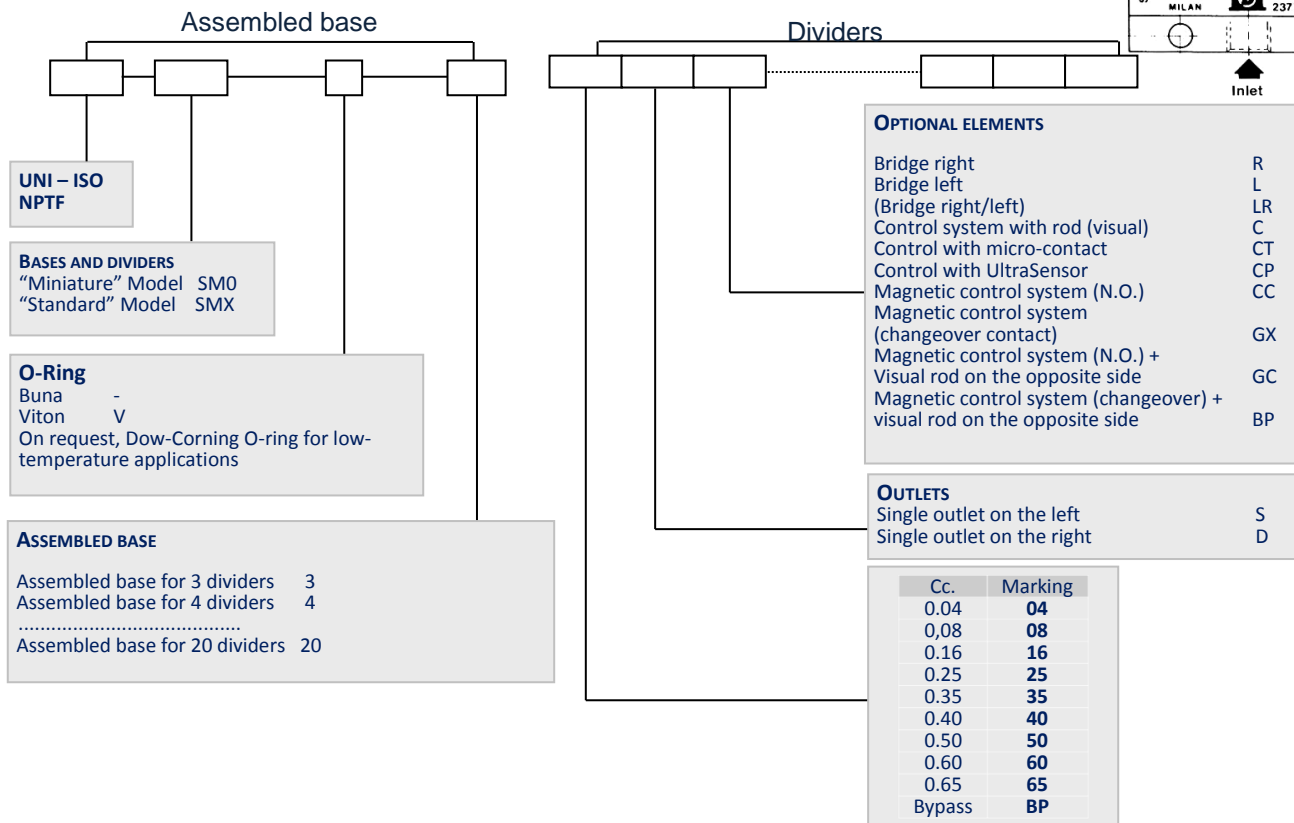 Assembled base
Dividers
MILAN
237
Inlet
UNI – ISO
NPTF
BASES AND DIVIDERS
“Miniature” Model SM0
“Standard” Model SMX
O-Ring
Buna -
Viton V
On request, Dow-Corning O-ring for low-
temperature applications
ASSEMBLED BASE
Assembled base for 3 dividers 3
Assembled base for 4 dividers 4
.........................................
Assembled base for 20 dividers 20
OPTIONAL ELEMENTS
Bridge right R
Bridge left L
(Bridge right/left) LR
Control system with rod (visual) C
Control with micro-contact CT
Control with UltraSensor CP
Magnetic control system (N.O.) CC
Magnetic control system
(changeover contact) GX
Magnetic control system (N.O.) +
Visual rod on the opposite side GC
Magnetic control system (changeover) +
visual rod on the opposite side BP
OUTLETS
Single outlet on the left S
Single outlet on the right D
Cc. Marking
0.04 04
0,08 08
0.16 16
0.25 25
0.35 35
0.40 40
0.50 50
0.60 60
0.65 65
Bypass BP